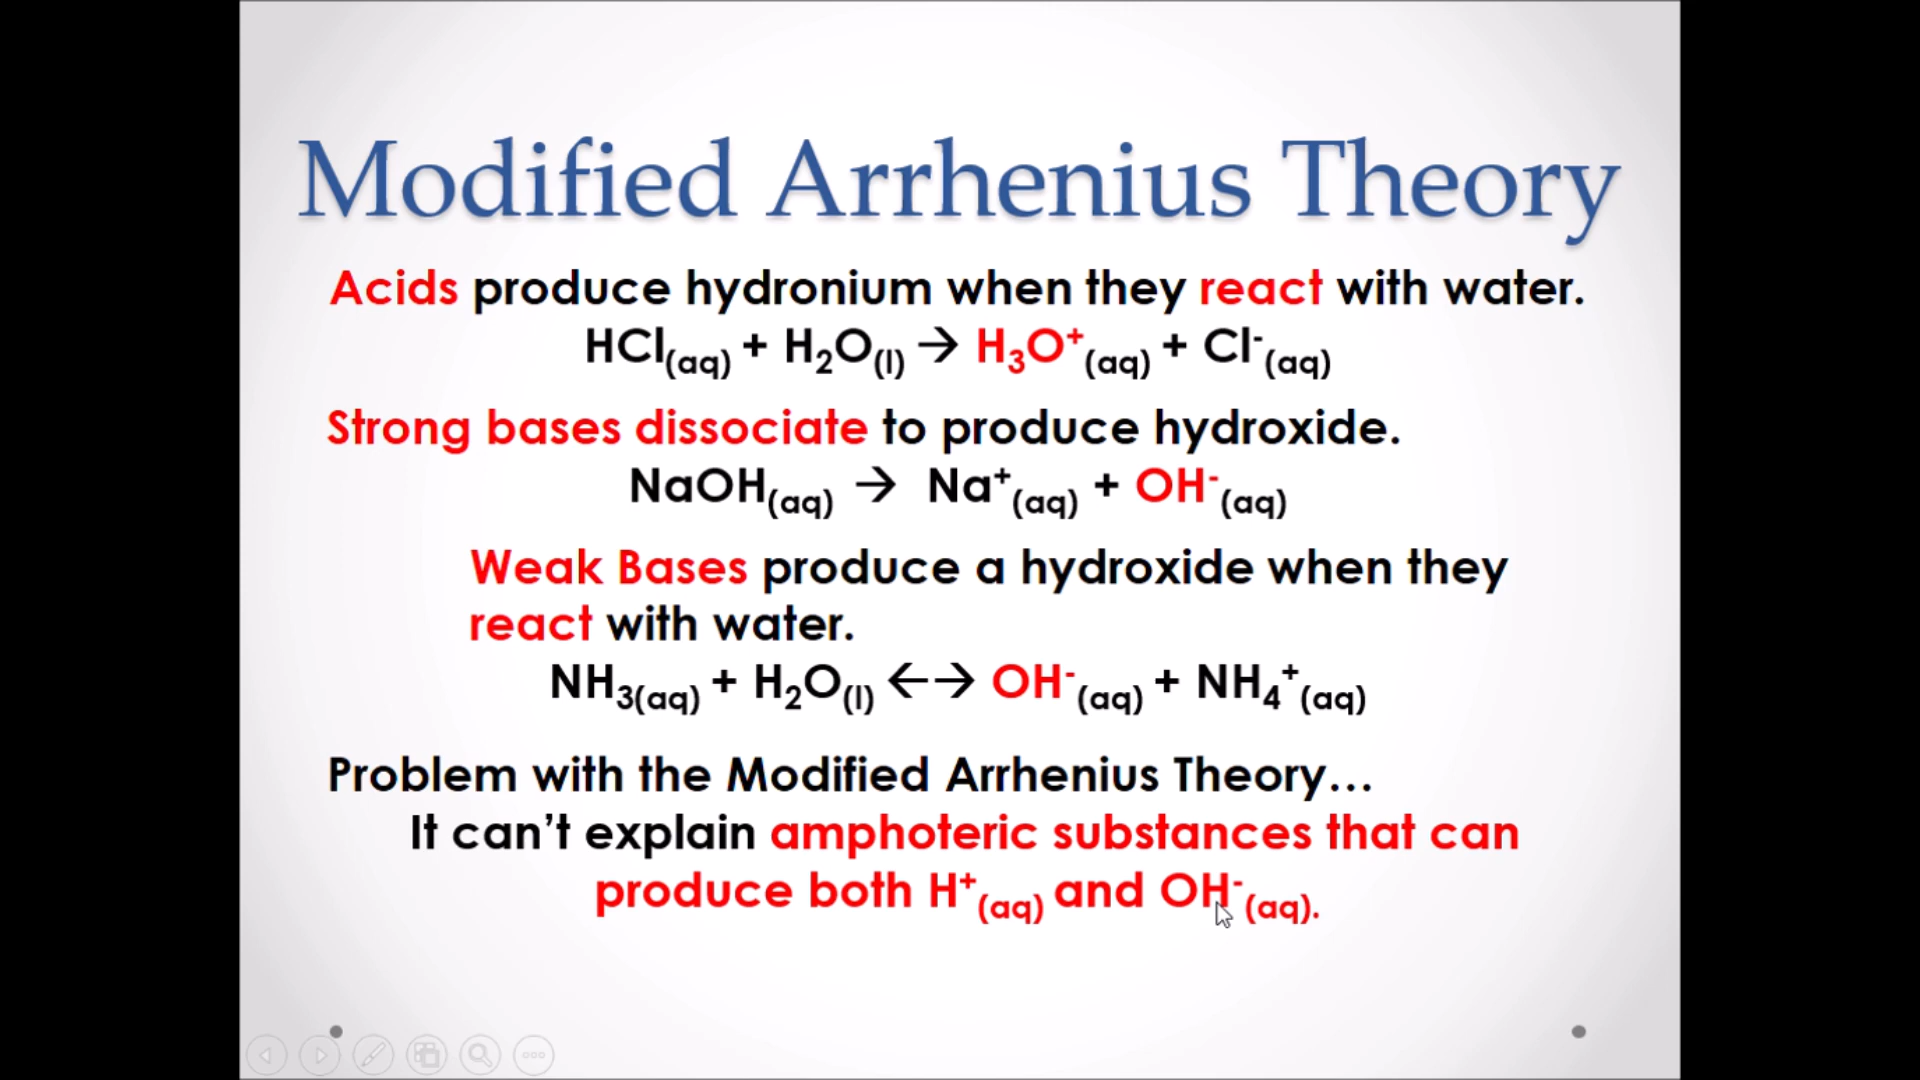 Modified Arrhenius Theory
Acids produce hydronium when they react with water.
HCl(aq) + H₂O(l) → H₃O⁺(aq) + Cl⁻(aq)
Strong bases dissociate to produce hydroxide.
NaOH(aq) → Na⁺(aq) + OH⁻(aq)
Weak Bases produce a hydroxide when they
react with water.
NH₃(aq) + H₂O(l) ←→ OH⁻(aq) + NH₄⁺(aq)
Problem with the Modified Arrhenius Theory…
It can’t explain amphoteric substances that can
produce both H⁺(aq) and OH⁻(aq).